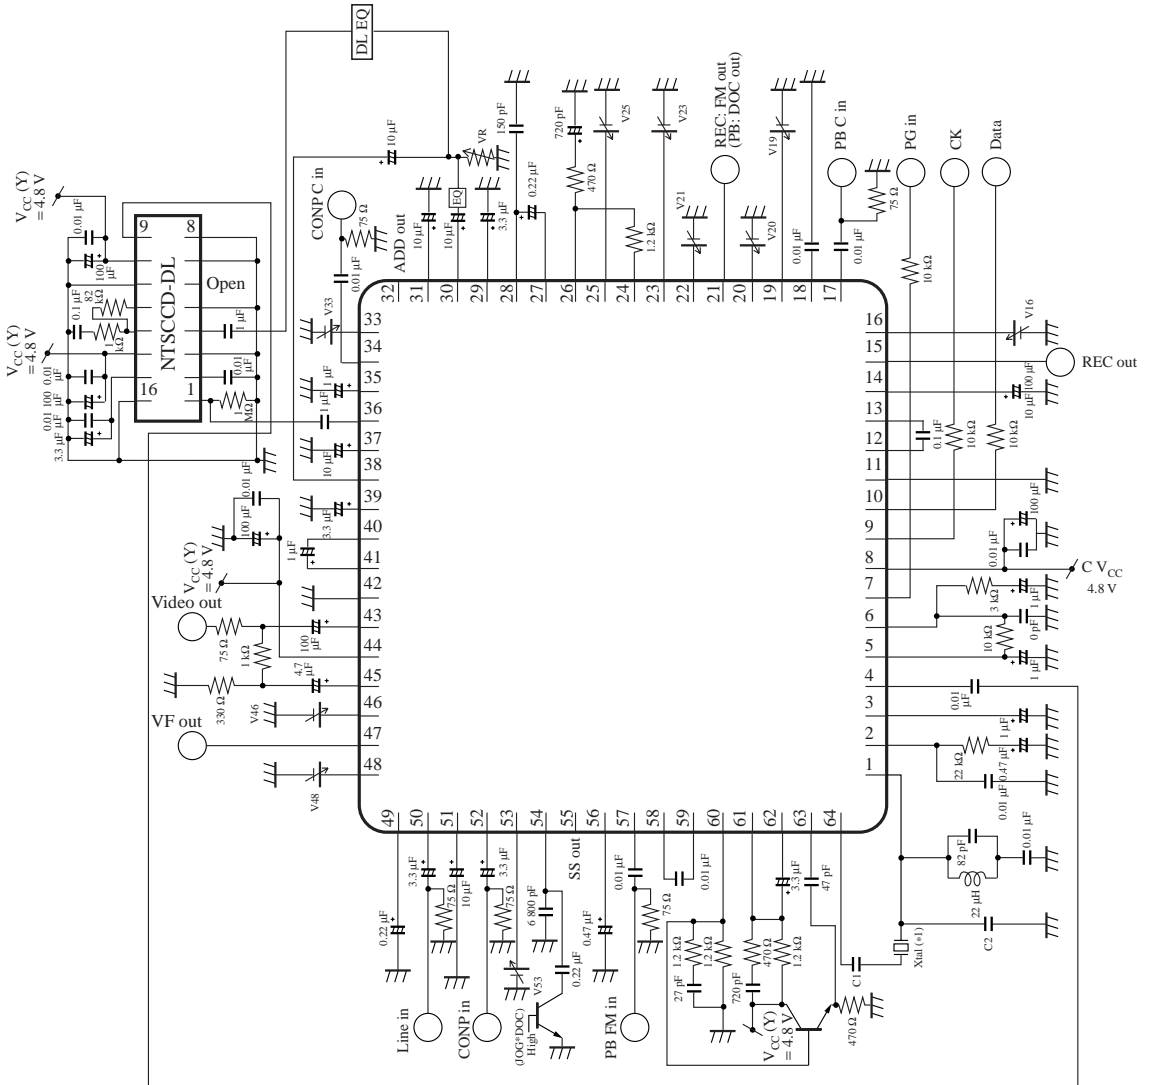 DL EQ
V_CC (Y)
= 4.8 V
0.01 μF
100
μF
9
8
NTSCCD-DL
Open
0.1 μF
82
kΩ
1
kΩ
1 μF
V_CC (Y)
= 4.8 V
0.01
μF
100
μF
0.01
μF
3.3 μF
16
1
0.01
μF
1
MΩ
10 μF
VR
EQ
CONP C in
75 Ω
0.01 μF
ADD out
10 μF
10 μF
3.3 μF
150 pF
0.22 μF
720 pF
470 Ω
V25
1.2 kΩ
V23
V21
REC: FM out
(PB: DOC out)
V20
V19
0.01 μF
PB C in
75 Ω
0.01 μF
PG in
10 kΩ
CK
Data
32
31
30
29
28
27
26
25
24
23
22
21
20
19
18
17
33
34
35
36
37
38
39
40
41
42
43
44
45
46
47
48
V33
1 μF
1 μF
10 μF
3.3 μF
0.01 μF
100 μF
1 μF
V_CC (Y)
= 4.8 V
Video out
75 Ω
1 kΩ
100
μF
4.7
μF
330 Ω
V46
VF out
V48
16
15
14
13
12
11
10
9
8
7
6
5
4
3
2
1
V16
REC out
100 μF
10 μF
0.1 μF
10 kΩ
10 kΩ
100 μF
0.01 μF
C V_CC
4.8 V
3 kΩ
1 μF
0 pF
10 kΩ
1 μF
0.01
μF
1 μF
22 kΩ
0.47 μF
0.01 μF
82 pF
0.01 μF
22 μH
C2
Xtal (*1)
C1
49
50
51
52
53
54
55
56
57
58
59
60
61
62
63
64
SS out
0.22 μF
3.3 μF
75 Ω
10 μF
3.3 μF
75 Ω
V53
6 800 pF
0.22 μF
0.47 μF
0.01 μF
75 Ω
0.01 μF
1.2 kΩ
1.2 kΩ
27 pF
470 Ω
1.2 kΩ
720 pF
3.3 μF
47 pF
Line in
CONP in
(JOG*DOC)
High
PB FM in
V_CC (Y)
= 4.8 V
470 Ω